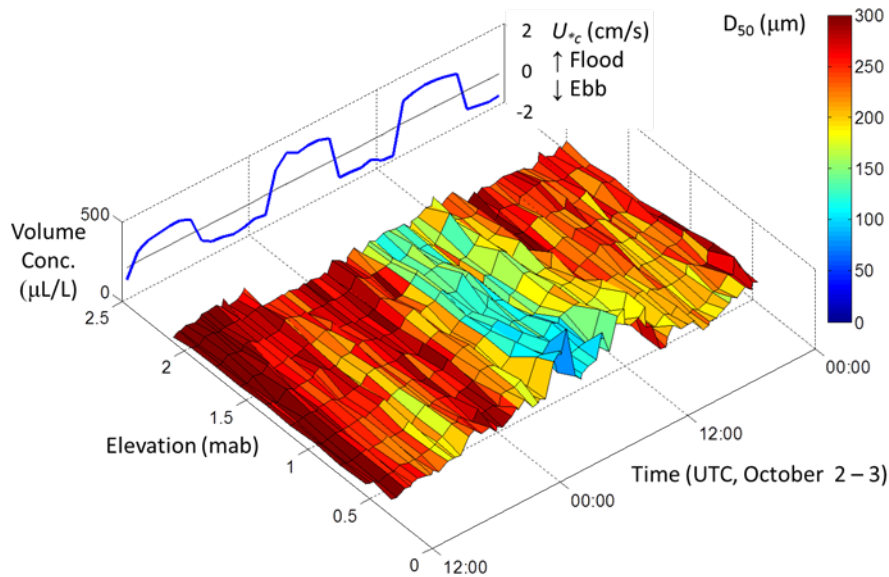 2
0
-2
U*c (cm/s)
↑ Flood
↓ Ebb
D50 (μm)
300
250
200
150
100
50
0
500
Volume
Conc.
(μL/L)
0
2.5
2
1.5
1
0.5
0
Elevation (mab)
12:00
00:00
12:00
00:00
Time (UTC, October 2 – 3)